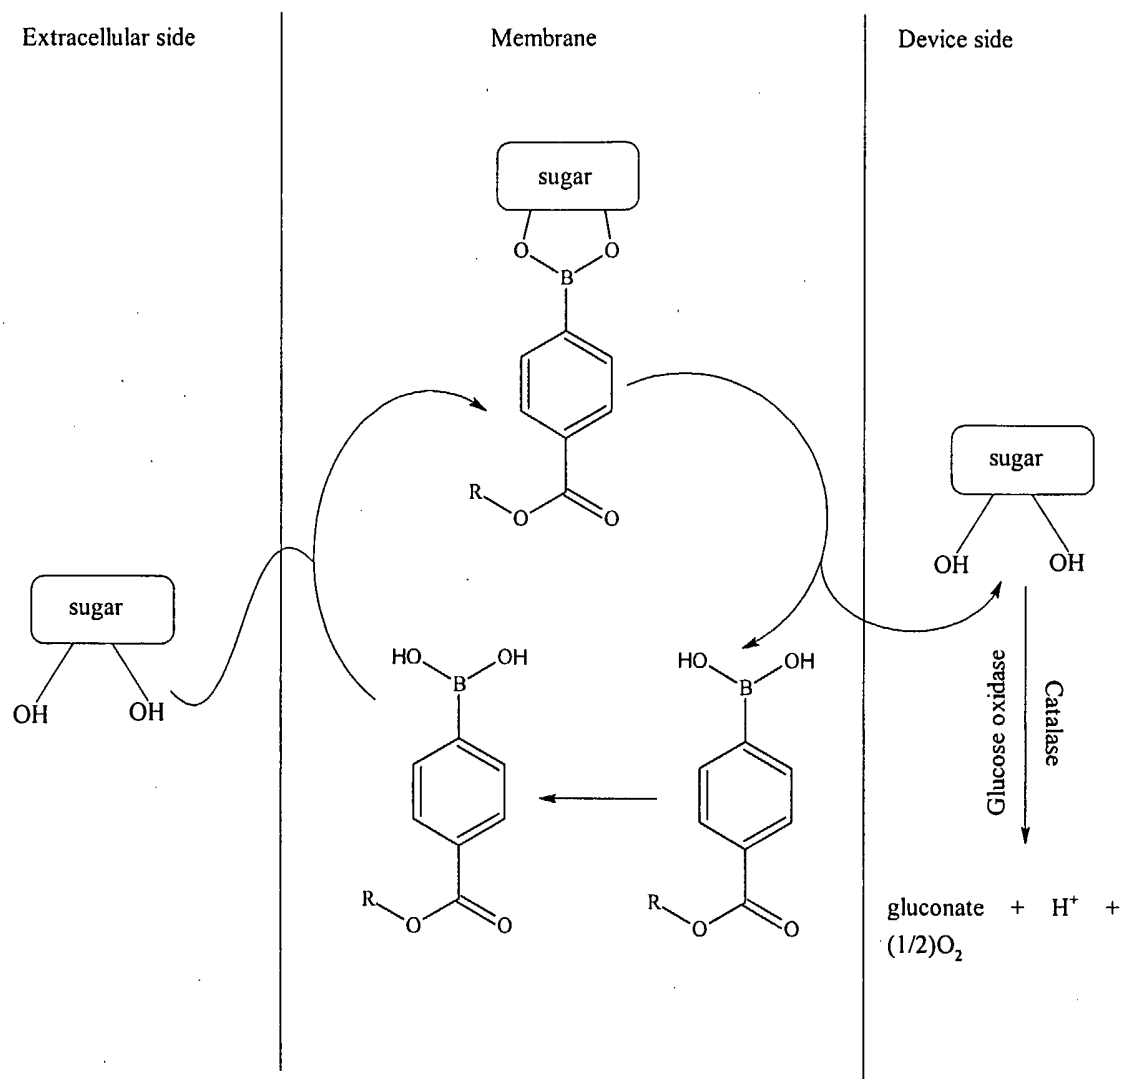 Extracellular side
Membrane
Device side
sugar
O
O
B
R
O
O
sugar
OH
OH
sugar
OH
OH
HO
OH
B
R
O
O
HO
OH
B
R
O
O
Glucose oxidase
Catalase
gluconate + H⁺ +
(1/2)O₂